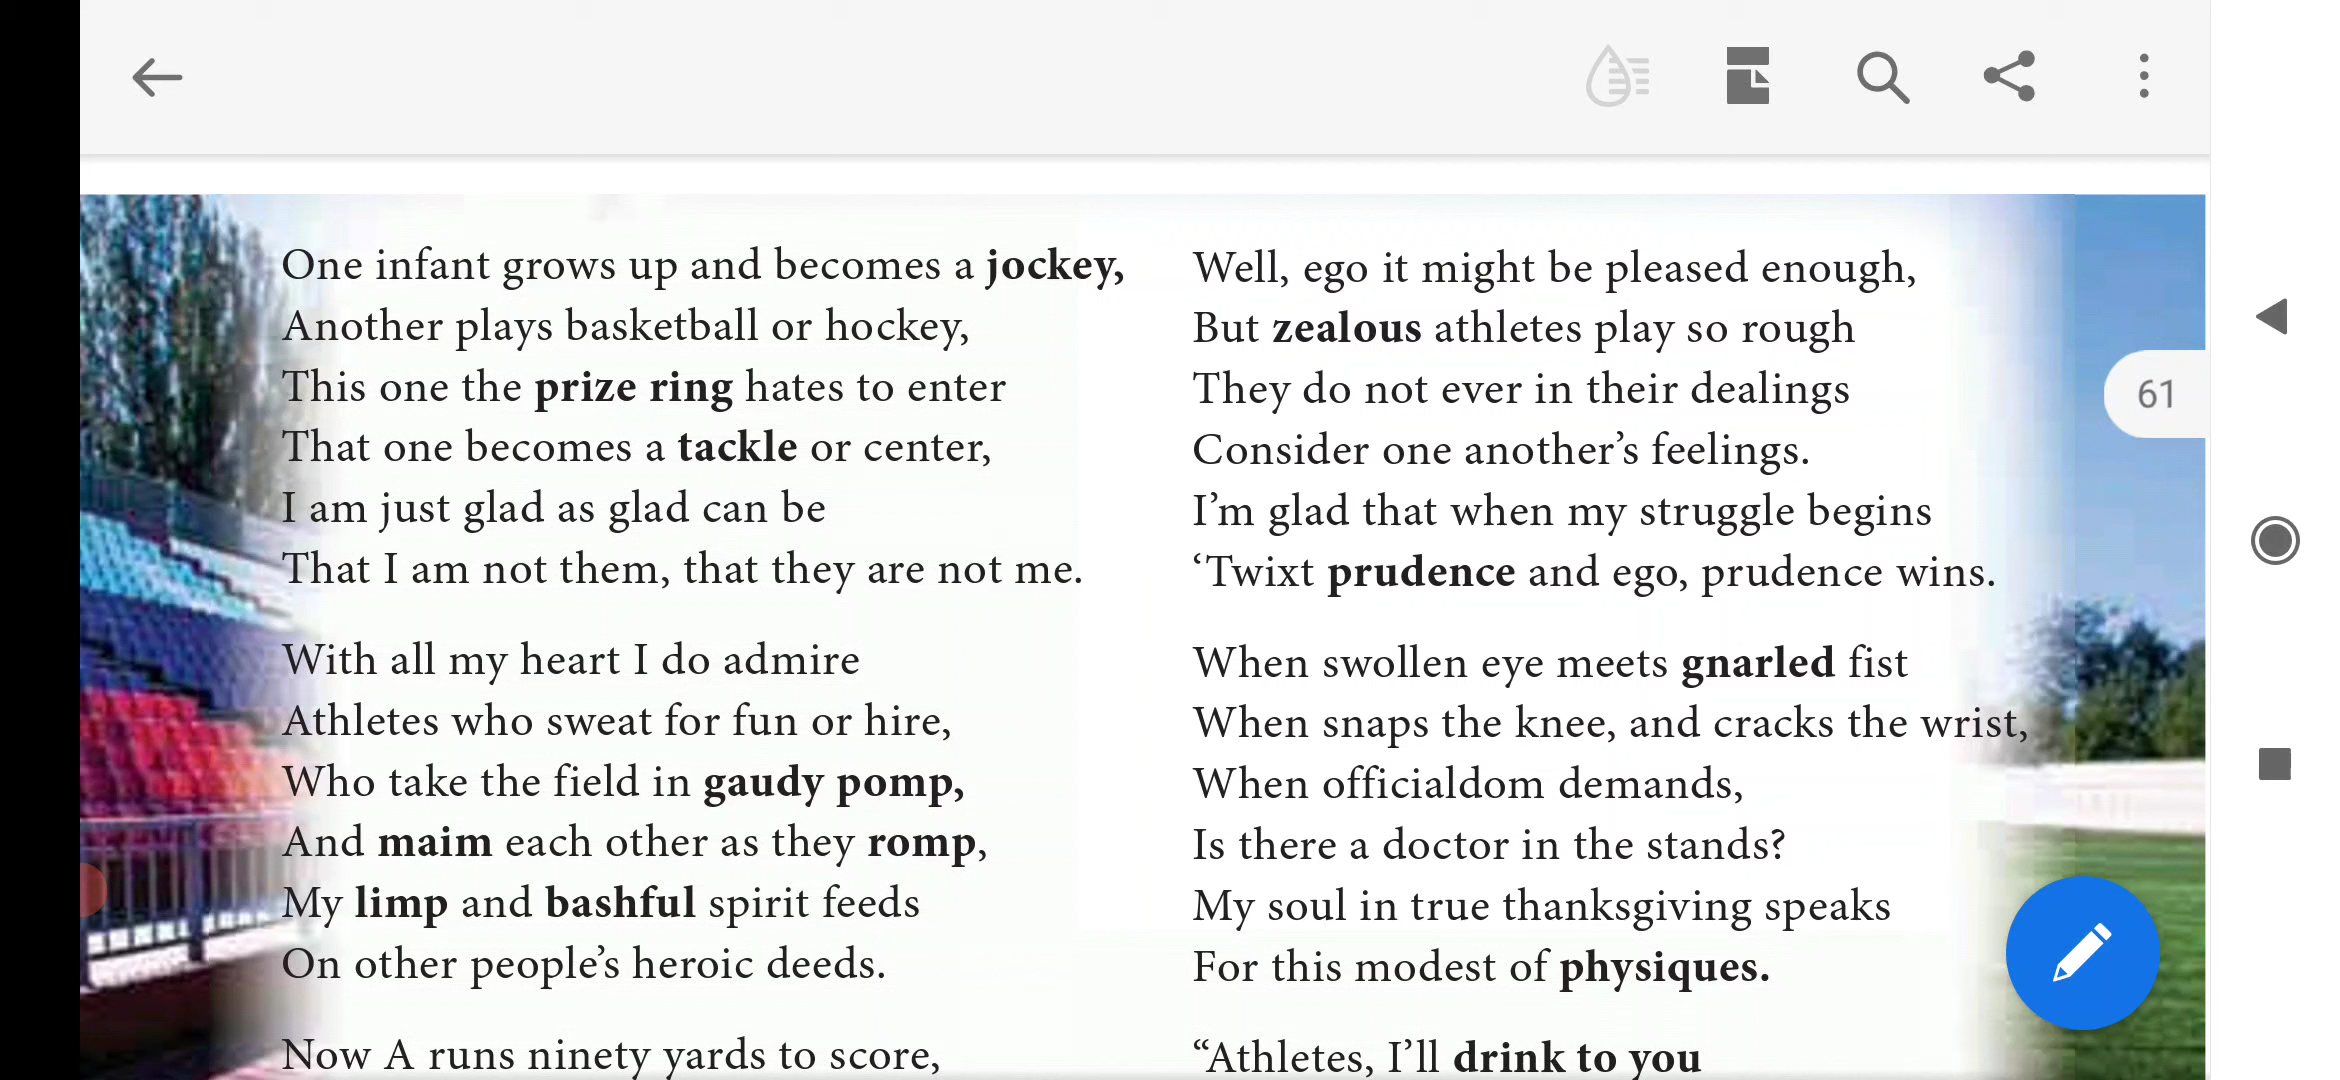 61
One infant grows up and becomes a jockey,
Another plays basketball or hockey,
This one the prize ring hates to enter
That one becomes a tackle or center,
I am just glad as glad can be
That I am not them, that they are not me.
With all my heart I do admire
Athletes who sweat for fun or hire,
Who take the field in gaudy pomp,
And maim each other as they romp,
My limp and bashful spirit feeds
On other people’s heroic deeds.
Now A runs ninety yards to score,
Well, ego it might be pleased enough,
But zealous athletes play so rough
They do not ever in their dealings
Consider one another’s feelings.
I’m glad that when my struggle begins
‘Twixt prudence and ego, prudence wins.
When swollen eye meets gnarled fist
When snaps the knee, and cracks the wrist,
When officialdom demands,
Is there a doctor in the stands?
My soul in true thanksgiving speaks
For this modest of physiques.
“Athletes, I’ll drink to you